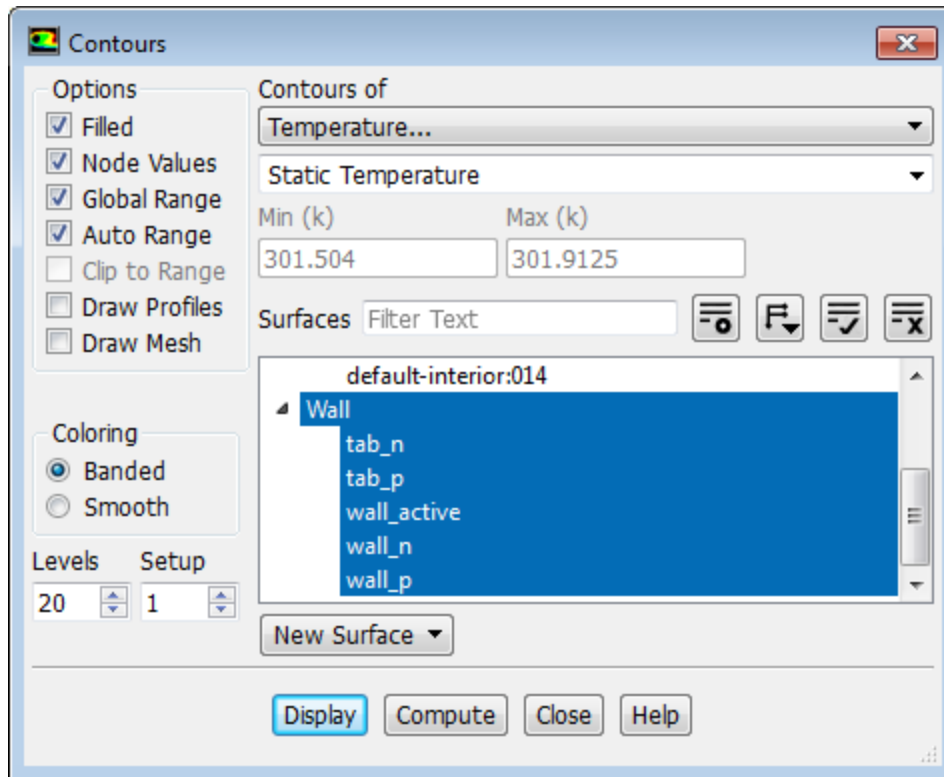 Contours
Options
Filled
Node Values
Global Range
Auto Range
Clip to Range
Draw Profiles
Draw Mesh
Coloring
Banded
Smooth
Levels Setup
20 1
Contours of
Temperature...
Static Temperature
Min (k) Max (k)
301.504 301.9125
Surfaces Filter Text
default-interior:014
Wall
tab_n
tab_p
wall_active
wall_n
wall_p
New Surface
Display Compute Close Help